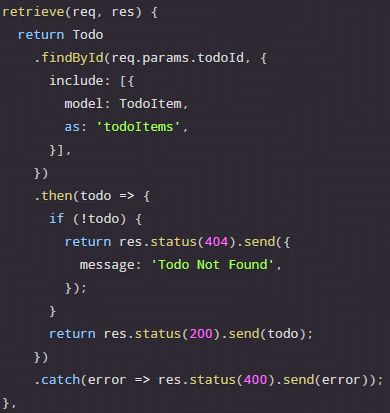 retrieve(req, res) {
  return Todo
    .findById(req.params.todoId, {
      include: [{
        model: TodoItem,
        as: 'todoItems',
      }],
    })
    .then(todo => {
      if (!todo) {
        return res.status(404).send({
          message: 'Todo Not Found',
        });
      }
      return res.status(200).send(todo);
    })
    .catch(error => res.status(400).send(error));
},